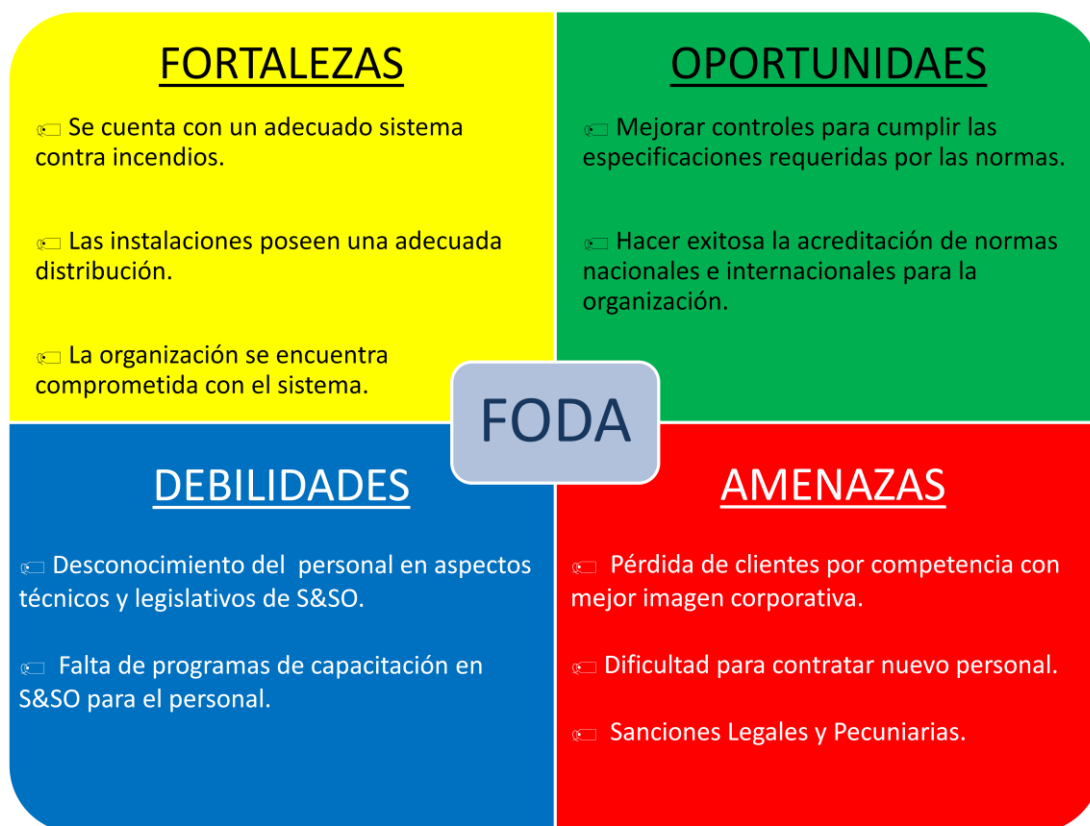 FORTALEZAS
Se cuenta con un adecuado sistema
contra incendios.
Las instalaciones poseen una adecuada
distribución.
La organización se encuentra
comprometida con el sistema.
OPORTUNIDAES
Mejorar controles para cumplir las
especificaciones requeridas por las normas.
Hacer exitosa la acreditación de normas
nacionales e internacionales para la
organización.
FODA
DEBILIDADES
Desconocimiento del personal en aspectos
técnicos y legislativos de S&SO.
Falta de programas de capacitación en
S&SO para el personal.
AMENAZAS
Pérdida de clientes por competencia con
mejor imagen corporativa.
Dificultad para contratar nuevo personal.
Sanciones Legales y Pecuniarias.